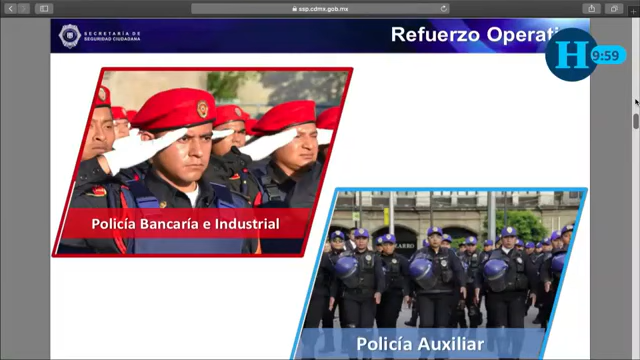 ssp.cdmx.gob.mx
SECRETARÍA DE
SEGURIDAD CIUDADANA
Refuerzo Operati
H 9:59
Policía Bancaría e Industrial
Policía Auxiliar